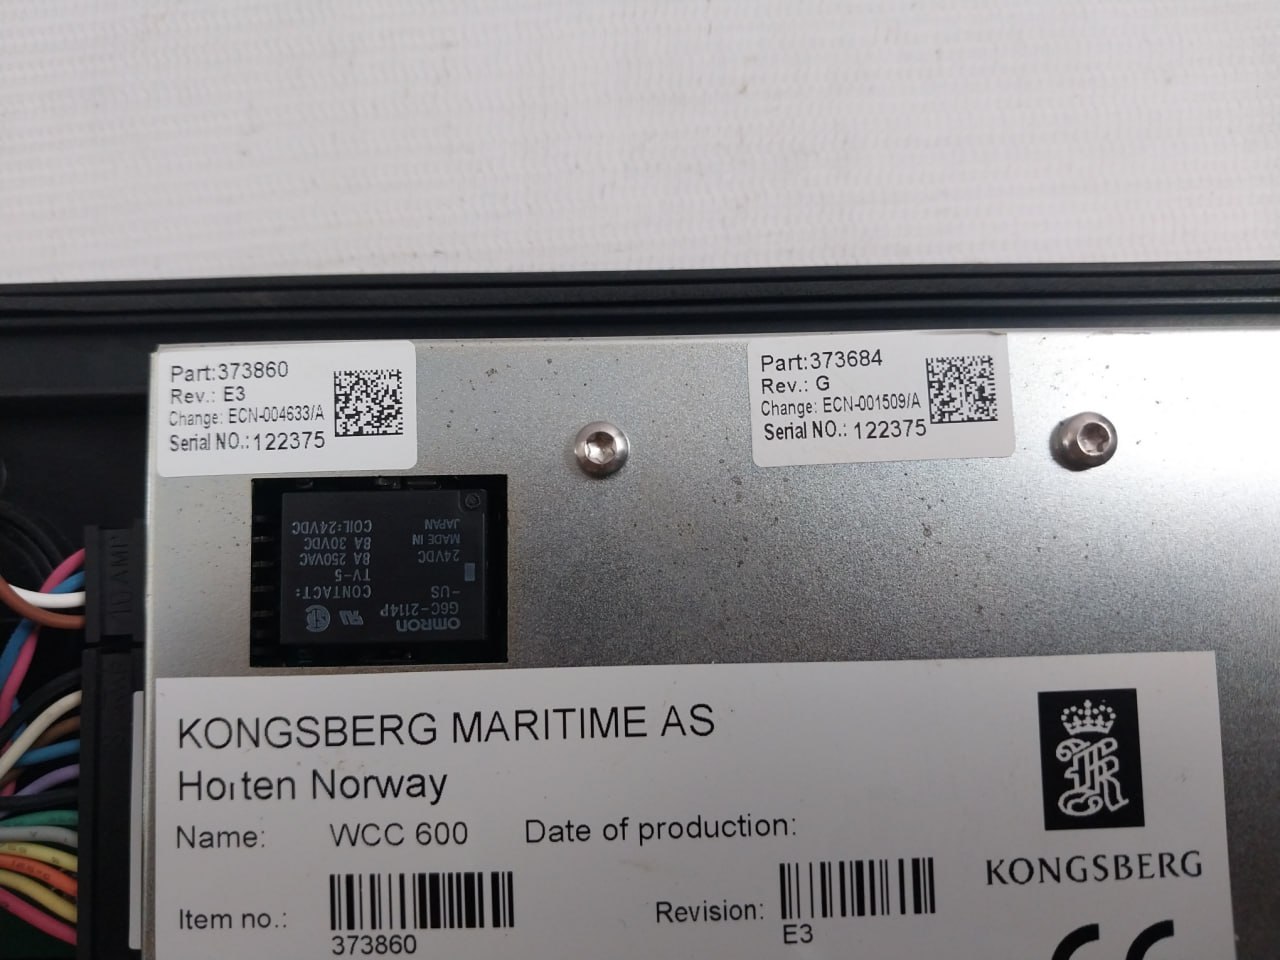 Part:373860
Rev.: E3
Change: ECN-004633/A
Serial NO.: 122375
Part:373684
Rev.: G
Change: ECN-001509/A
Serial NO.: 122375
OMRON
G6C-2114P
-US
24VDC
MADE IN
JAPAN
CONTACT:
TV-5
8A 250VAC
8A 30VDC
COIL:24VDC
AMP
KONGSBERG MARITIME AS
Horten Norway
Name: WCC 600 Date of production:
Item no.: 373860
Revision: E3
KONGSBERG
CE